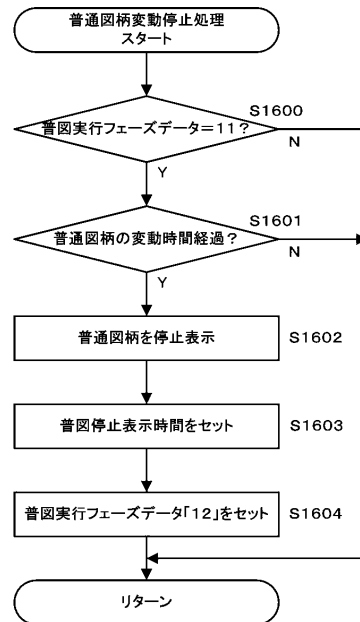 普通図柄変動停止処理
スタート
S1600
普図実行フェーズデータ=11?
N
Y
S1601
普通図柄の変動時間経過?
N
Y
普通図柄を停止表示
S1602
普図停止表示時間をセット
S1603
普図実行フェーズデータ「12」をセット
S1604
リターン